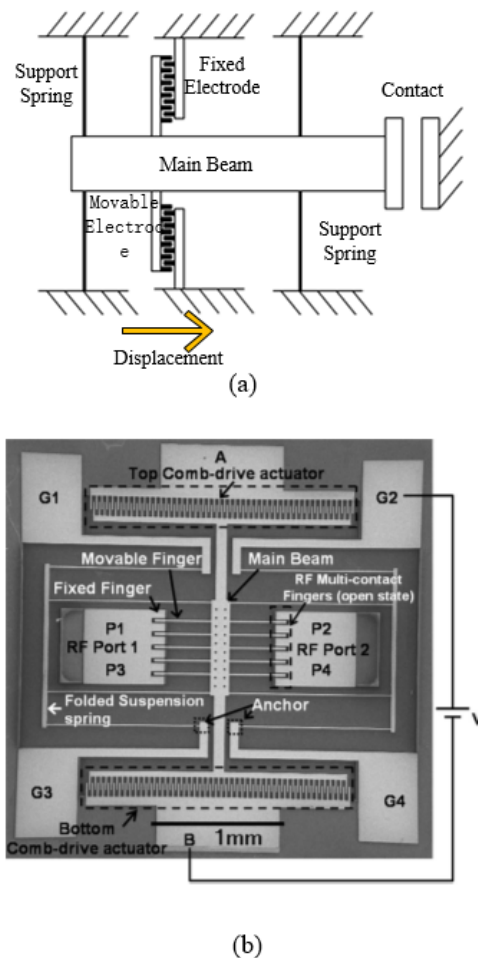 Support
Spring
Fixed
Electrode
Contact
Main Beam
Movable
Electrod
e
Support
Spring
Displacement
(a)
A
Top Comb-drive actuator
G1
G2
Movable Finger
Main Beam
Fixed Finger
RF Multi-contact
Fingers (open state)
P1
RF Port 1
P3
P2
RF Port 2
P4
Folded Suspension
spring
Anchor
V
G3
G4
Bottom
Comb-drive actuator
B
1mm
(b)